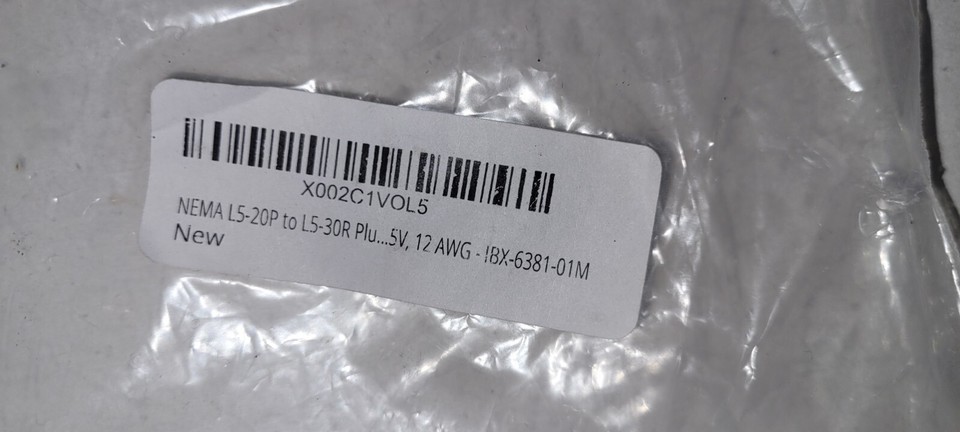 X002C1VOL5
NEMA L5-20P to L5-30R Plu...5V, 12 AWG - IBX-6381-01M
New